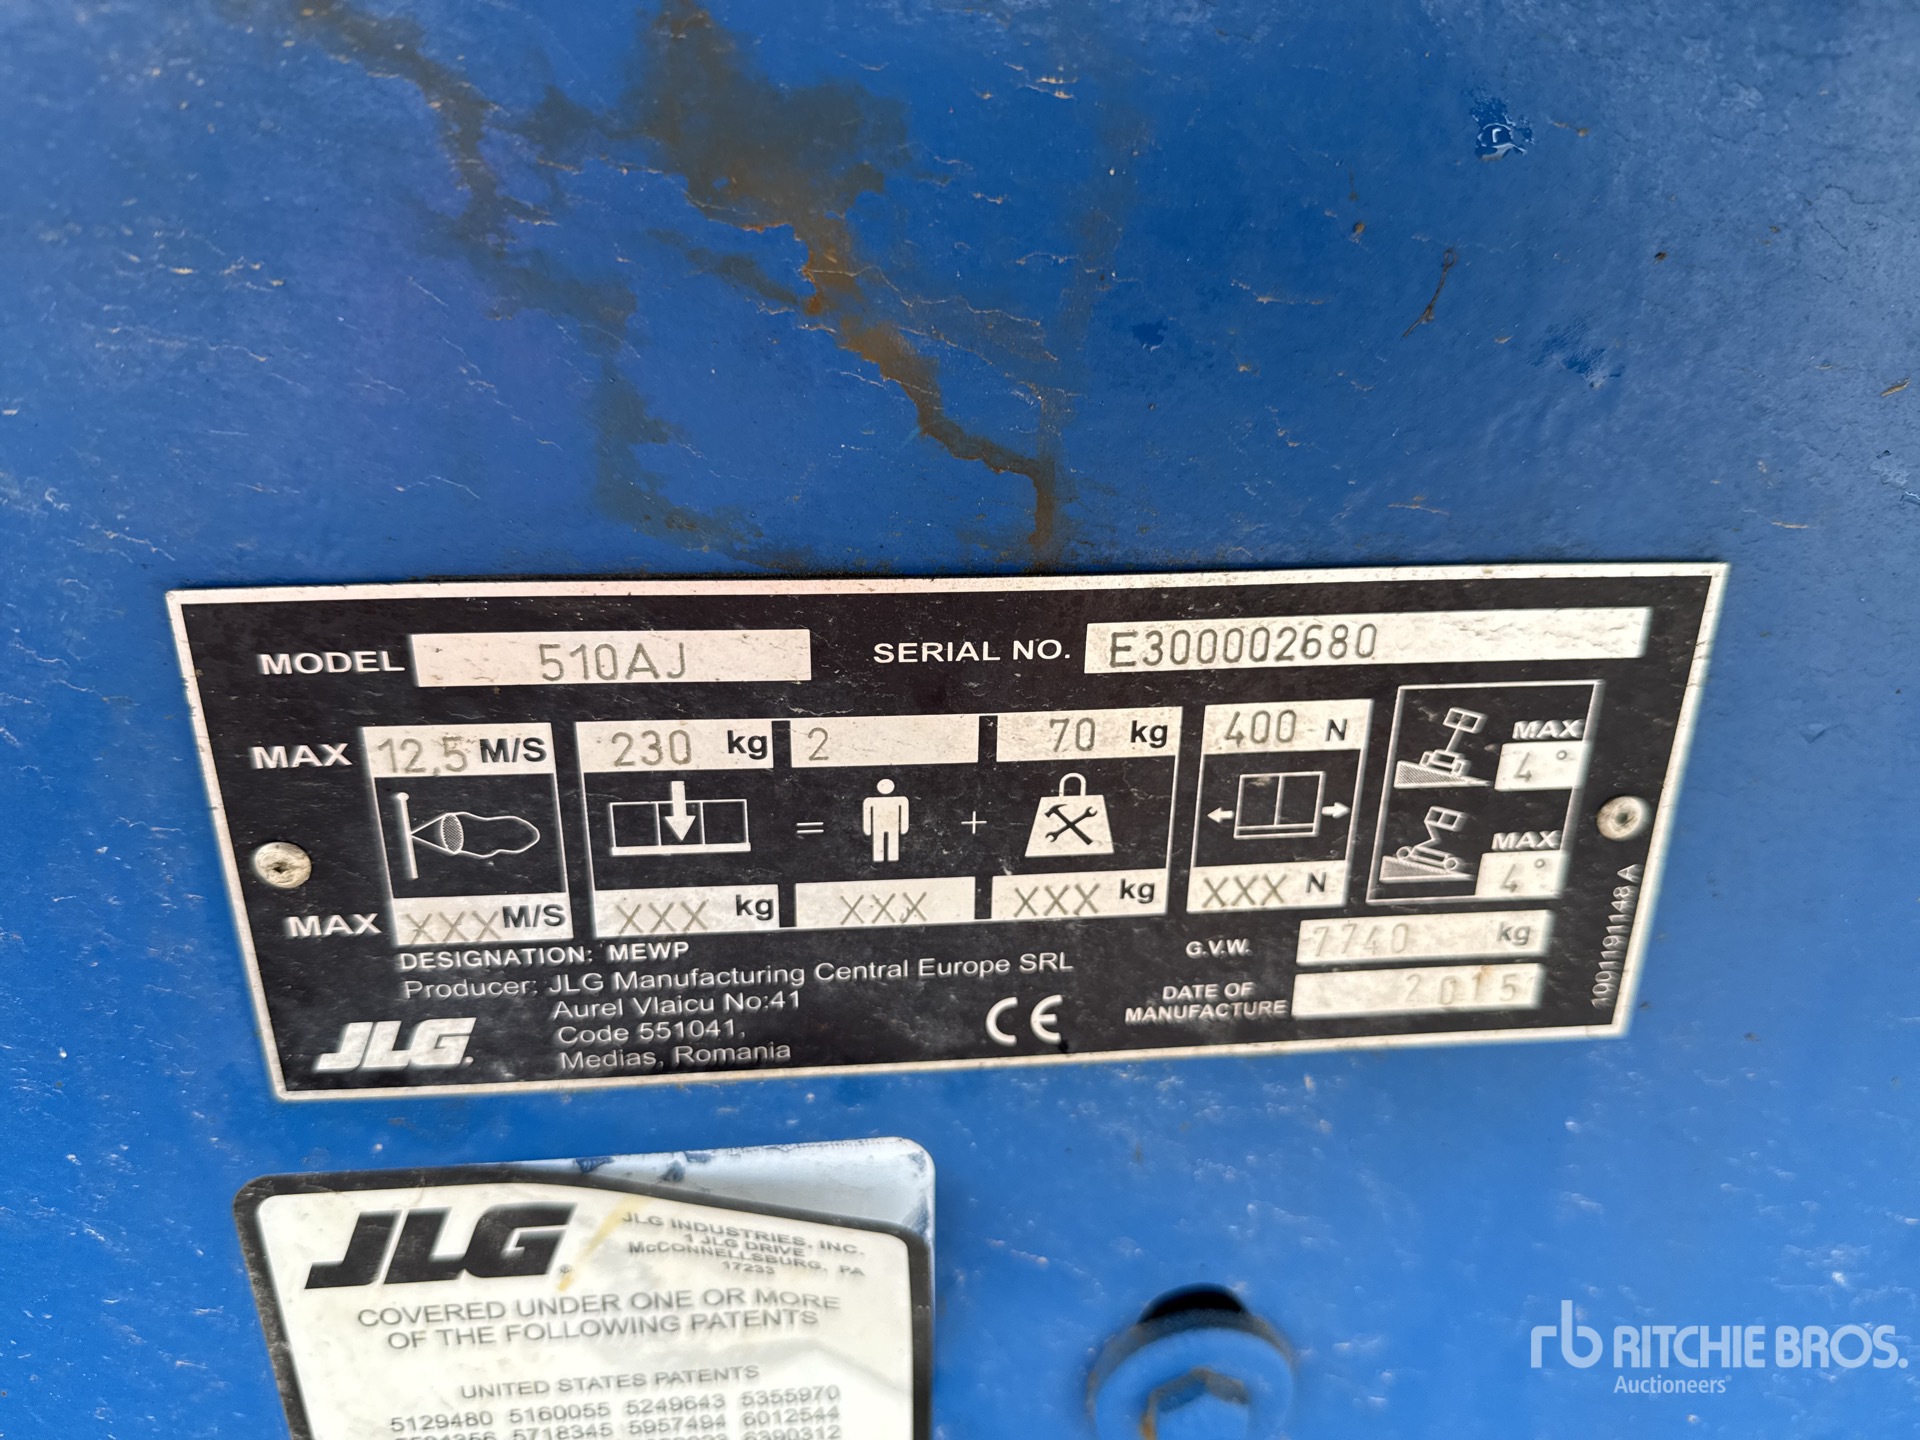 MODEL 510AJ SERIAL NO. E300002680
MAX 12,5 M/S 230 kg 2 70 kg 400 N MAX 4°
= +
MAX 4°
MAX XXX M/S XXX kg XXX XXX kg XXX N
DESIGNATION: MEWP
G.V.W. 7740 kg
Producer: JLG Manufacturing Central Europe SRL
Aurel Vlaicu No:41
Code 551041,
Medias, Romania
JLG.
CE
DATE OF MANUFACTURE 2015
1001191148 A
JLG®
JLG INDUSTRIES, INC.
1 JLG DRIVE
McCONNELLSBURG, PA
17233
COVERED UNDER ONE OR MORE
OF THE FOLLOWING PATENTS
UNITED STATES PATENTS
5129480 5160055 5249643 5355970
5718345 5957494 6012544
6390312
rb RITCHIE BROS.
Auctioneers